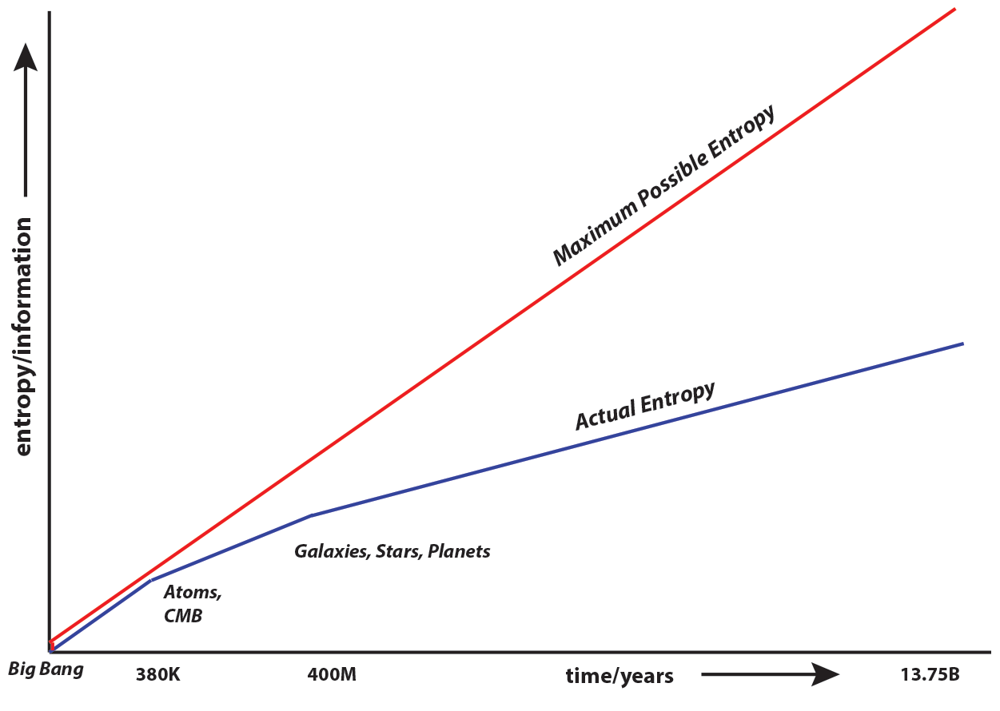 entropy/information
Maximum Possible Entropy
Actual Entropy
Galaxies, Stars, Planets
Atoms,
CMB
Big Bang
380K
400M
time/years
13.75B